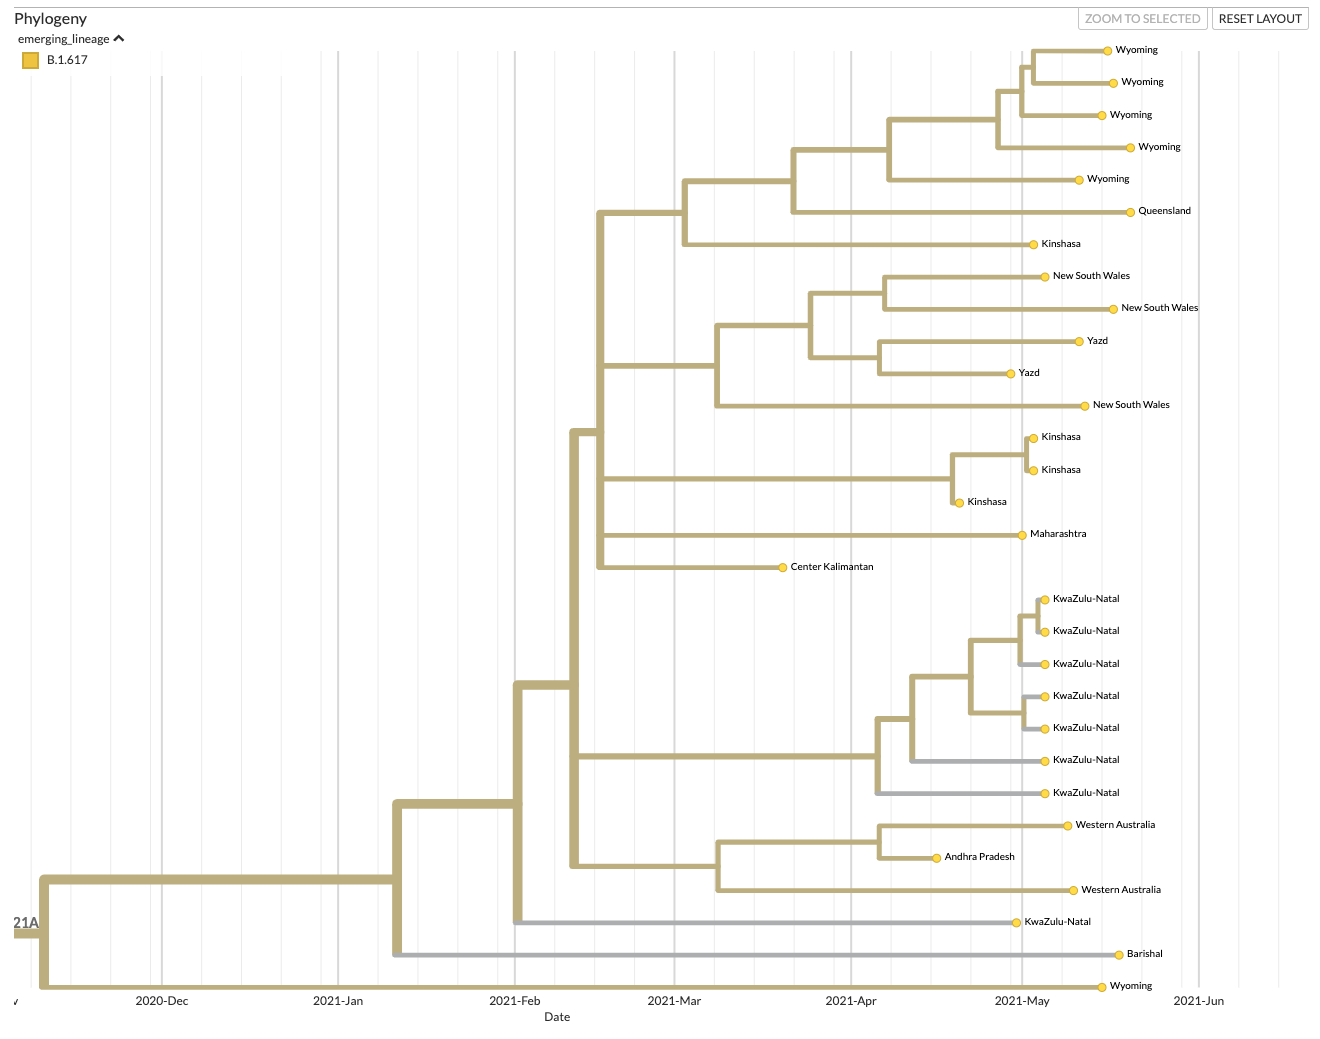 Phylogeny
ZOOM TO SELECTED
RESET LAYOUT
emerging_lineage
B.1.617
Wyoming
Wyoming
Wyoming
Wyoming
Wyoming
Queensland
Kinshasa
New South Wales
New South Wales
Yazd
Yazd
New South Wales
Kinshasa
Kinshasa
Kinshasa
Maharashtra
Center Kalimantan
KwaZulu-Natal
KwaZulu-Natal
KwaZulu-Natal
KwaZulu-Natal
KwaZulu-Natal
KwaZulu-Natal
KwaZulu-Natal
Western Australia
Andhra Pradesh
Western Australia
21A
KwaZulu-Natal
Barishal
Wyoming
2020-Dec 2021-Jan 2021-Feb 2021-Mar 2021-Apr 2021-May 2021-Jun
Date